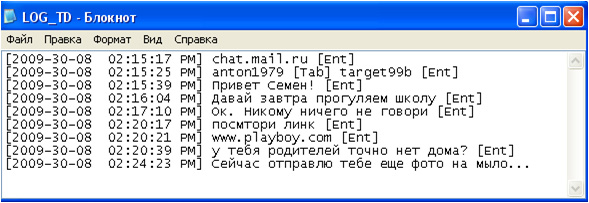 LOG_TD - Блокнот
Файл Правка Формат Вид Справка
[2009-30-08 02:15:17 PM] chat.mail.ru [Ent]
[2009-30-08 02:15:25 PM] anton1979 [Tab] target99b [Ent]
[2009-30-08 02:15:39 PM] Привет Семен! [Ent]
[2009-30-08 02:16:04 PM] Давай завтра прогуляем школу [Ent]
[2009-30-08 02:17:10 PM] Ок. Никому ничего не говори [Ent]
[2009-30-08 02:20:17 PM] посмтори линк [Ent]
[2009-30-08 02:20:21 PM] www.playboy.com [Ent]
[2009-30-08 02:20:39 PM] у тебя родителей точно нет дома? [Ent]
[2009-30-08 02:24:23 PM] Сейчас отправлю тебе еще фото на мыло...